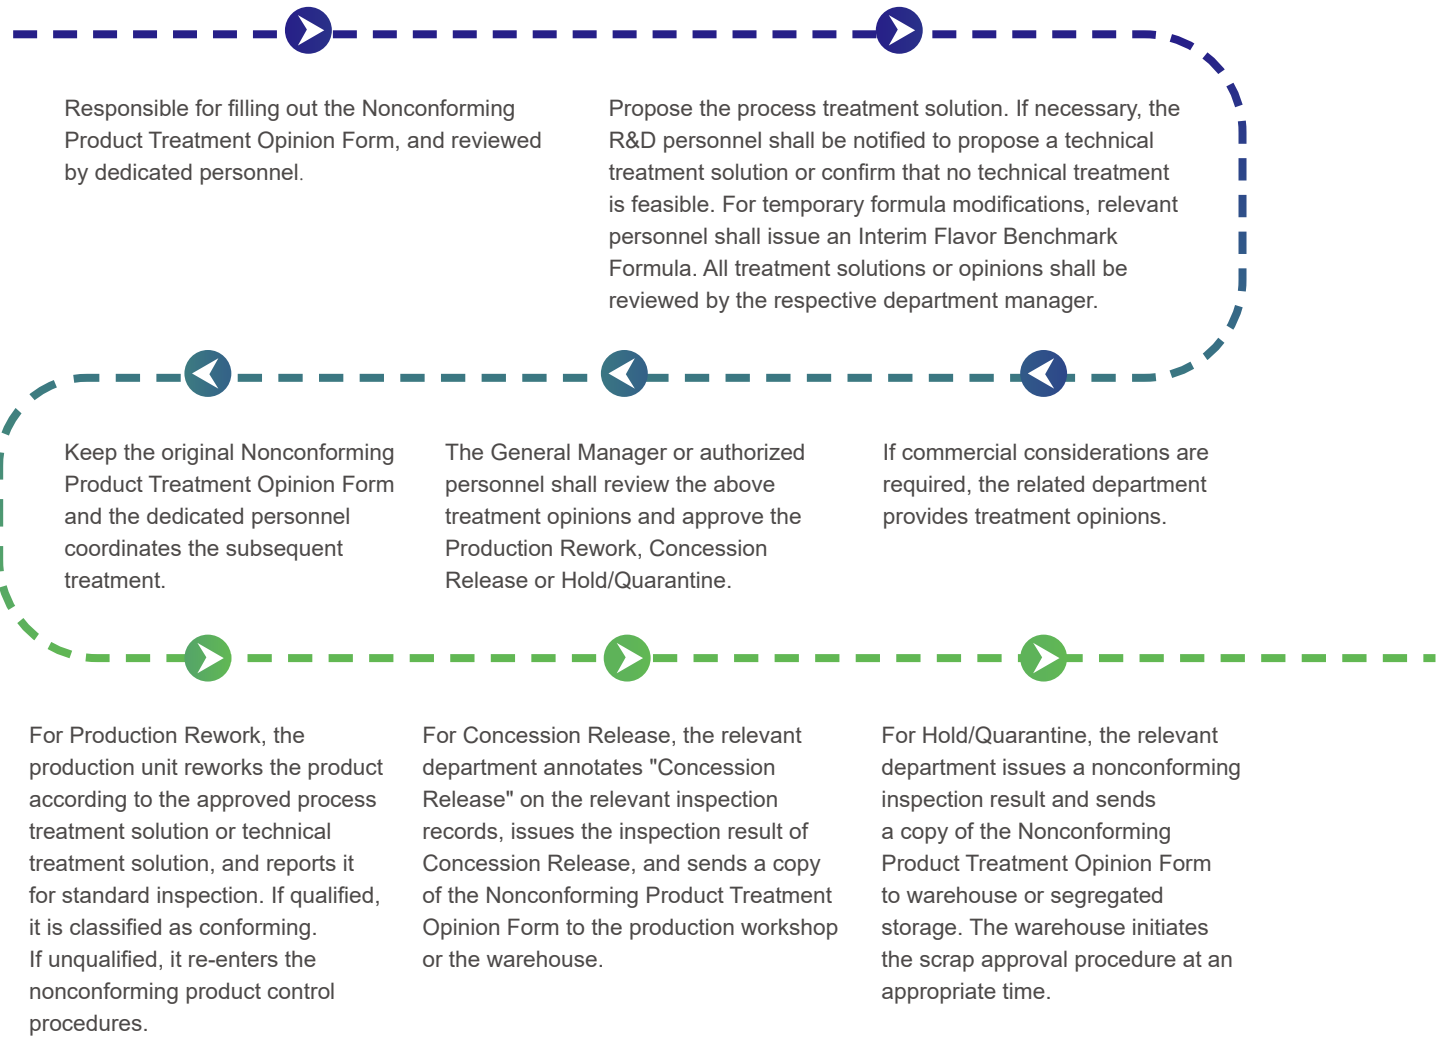 Responsible for filling out the Nonconforming
Product Treatment Opinion Form, and reviewed
by dedicated personnel.
Propose the process treatment solution. If necessary, the
R&D personnel shall be notified to propose a technical
treatment solution or confirm that no technical treatment
is feasible. For temporary formula modifications, relevant
personnel shall issue an Interim Flavor Benchmark
Formula. All treatment solutions or opinions shall be
reviewed by the respective department manager.
If commercial considerations are
required, the related department
provides treatment opinions.
The General Manager or authorized
personnel shall review the above
treatment opinions and approve the
Production Rework, Concession
Release or Hold/Quarantine.
Keep the original Nonconforming
Product Treatment Opinion Form
and the dedicated personnel
coordinates the subsequent
treatment.
For Production Rework, the
production unit reworks the product
according to the approved process
treatment solution or technical
treatment solution, and reports it
for standard inspection. If qualified,
it is classified as conforming.
If unqualified, it re-enters the
nonconforming product control
procedures.
For Concession Release, the relevant
department annotates "Concession
Release" on the relevant inspection
records, issues the inspection result of
Concession Release, and sends a copy
of the Nonconforming Product Treatment
Opinion Form to the production workshop
or the warehouse.
For Hold/Quarantine, the relevant
department issues a nonconforming
inspection result and sends
a copy of the Nonconforming
Product Treatment Opinion Form
to warehouse or segregated
storage. The warehouse initiates
the scrap approval procedure at an
appropriate time.